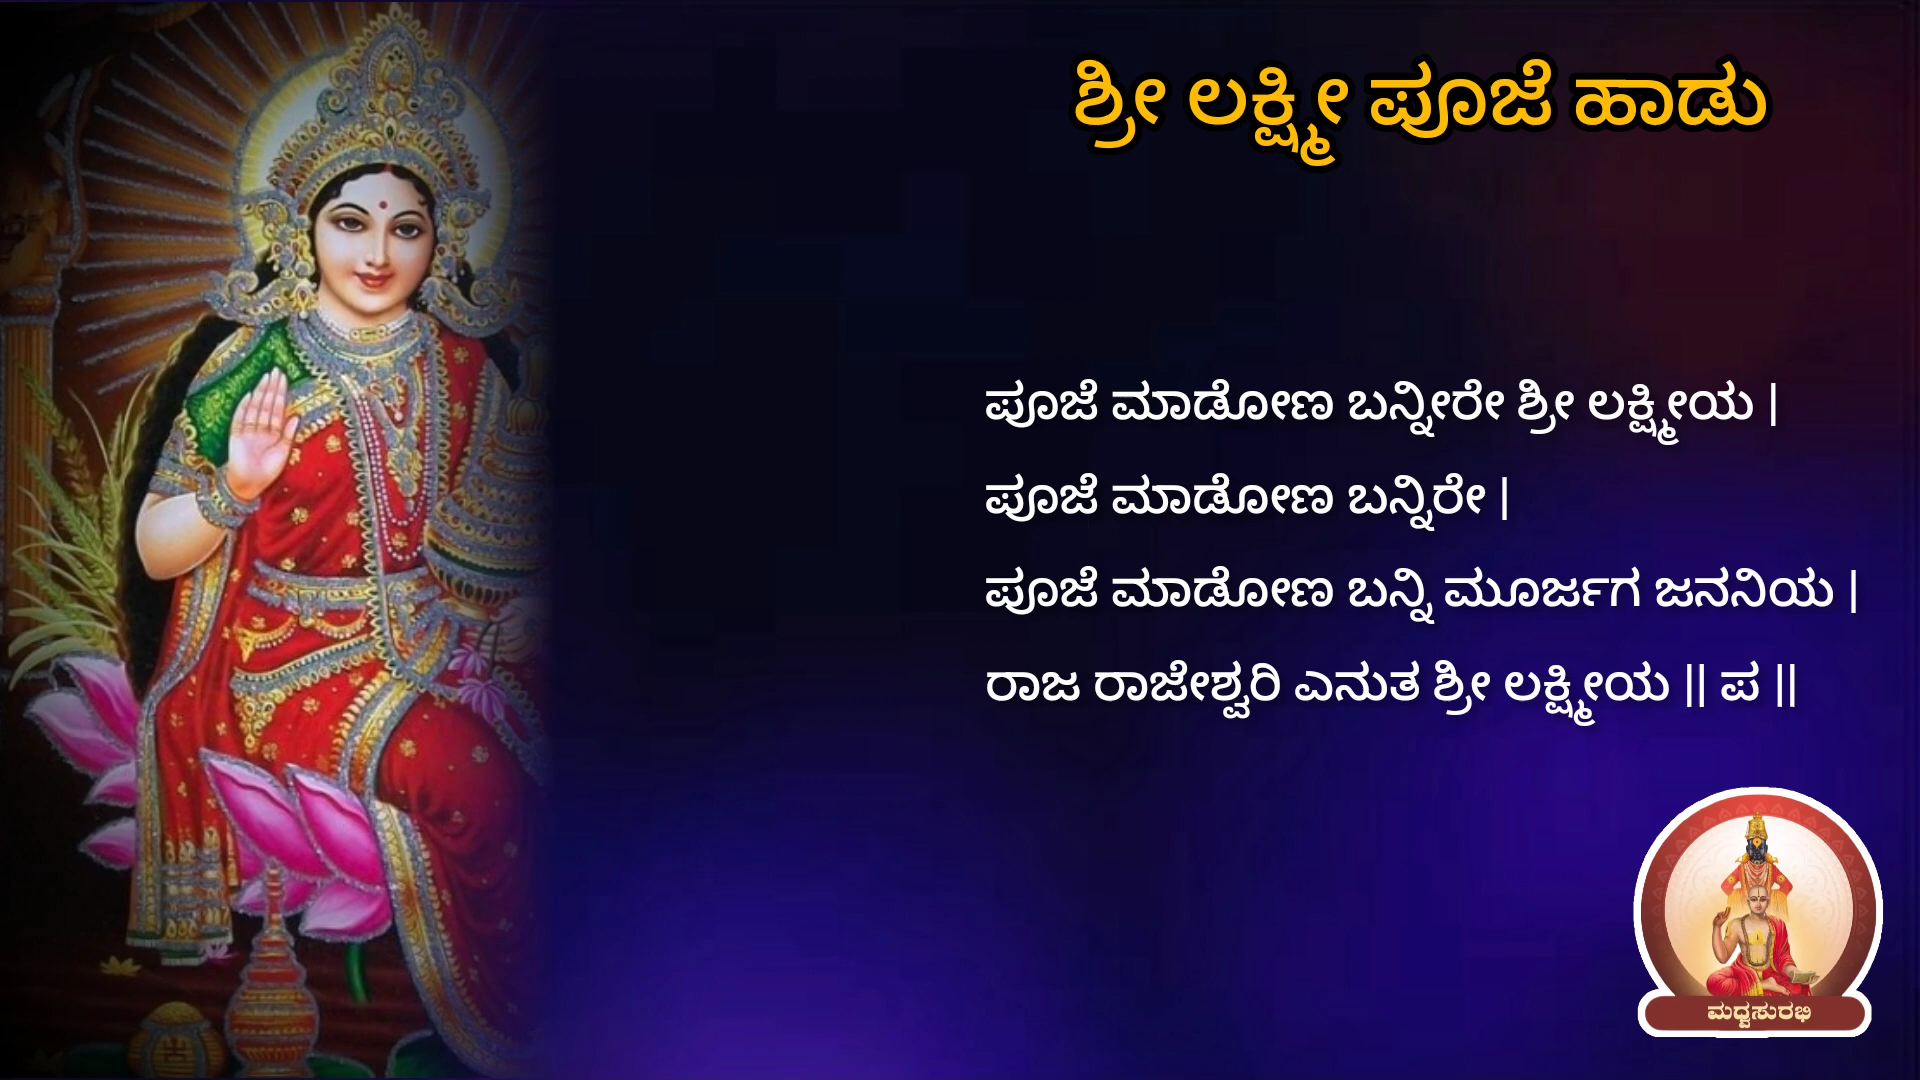 ಶ್ರೀ ಲಕ್ಷ್ಮೀ ಪೂಜೆ ಹಾಡು
ಪೂಜೆ ಮಾಡೋಣ ಬನ್ನೀರೇ ಶ್ರೀ ಲಕ್ಷ್ಮೀಯ |
ಪೂಜೆ ಮಾಡೋಣ ಬನ್ನಿರೇ |
ಪೂಜೆ ಮಾಡೋಣ ಬನ್ನಿ ಮೂರ್ಜಗ ಜನನಿಯ |
ರಾಜ ರಾಜೇಶ್ವರಿ ಎನುತ ಶ್ರೀ ಲಕ್ಷ್ಮೀಯ || ಪ ||
ಮಧ್ವಸುರಭಿ